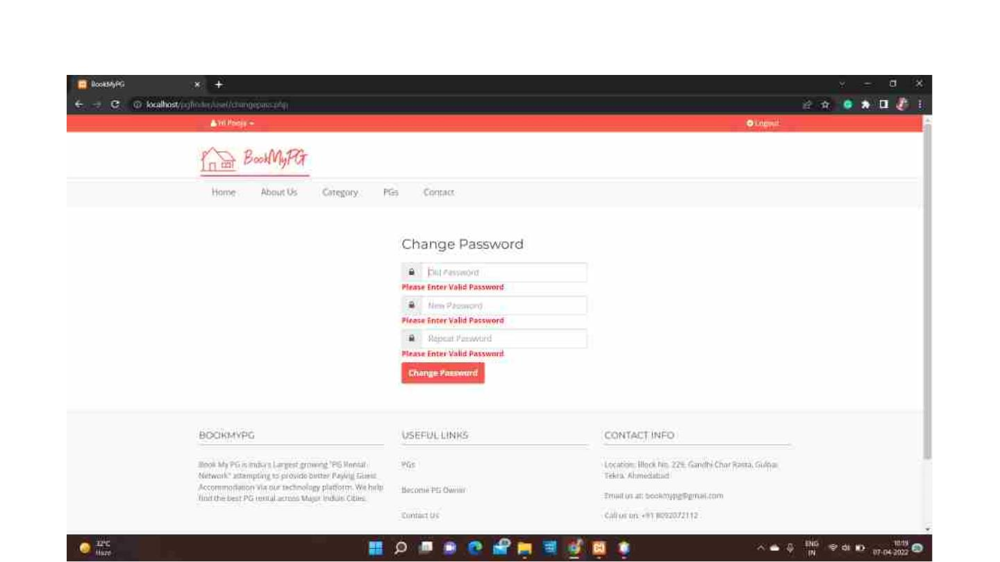 BookMyPG
localhost/pgfinder/user/changepass.php
Hi Pooja
Logout
BookMyPG
Home About Us Category PGs Contact
Change Password
Old Password
Please Enter Valid Password
New Password
Please Enter Valid Password
Repeat Password
Please Enter Valid Password
Change Password
BOOKMYPG
Book My PG is India's Largest growing "PG Rental
Network" attempting to provide better Paying Guest
Accommodation Via our technology platform. We help
find the best PG rental across Major Indian Cities.
USEFUL LINKS
PGs
Become PG Owner
Contact Us
CONTACT INFO
Location: Block No. 229, Gandhi Char Rasta, Gulbai
Tekra, Ahmedabad
Email us at: bookmypg@gmail.com
Call us on: +91 8092072112
32°C
Haze
ENG
IN
10:19
07-04-2022